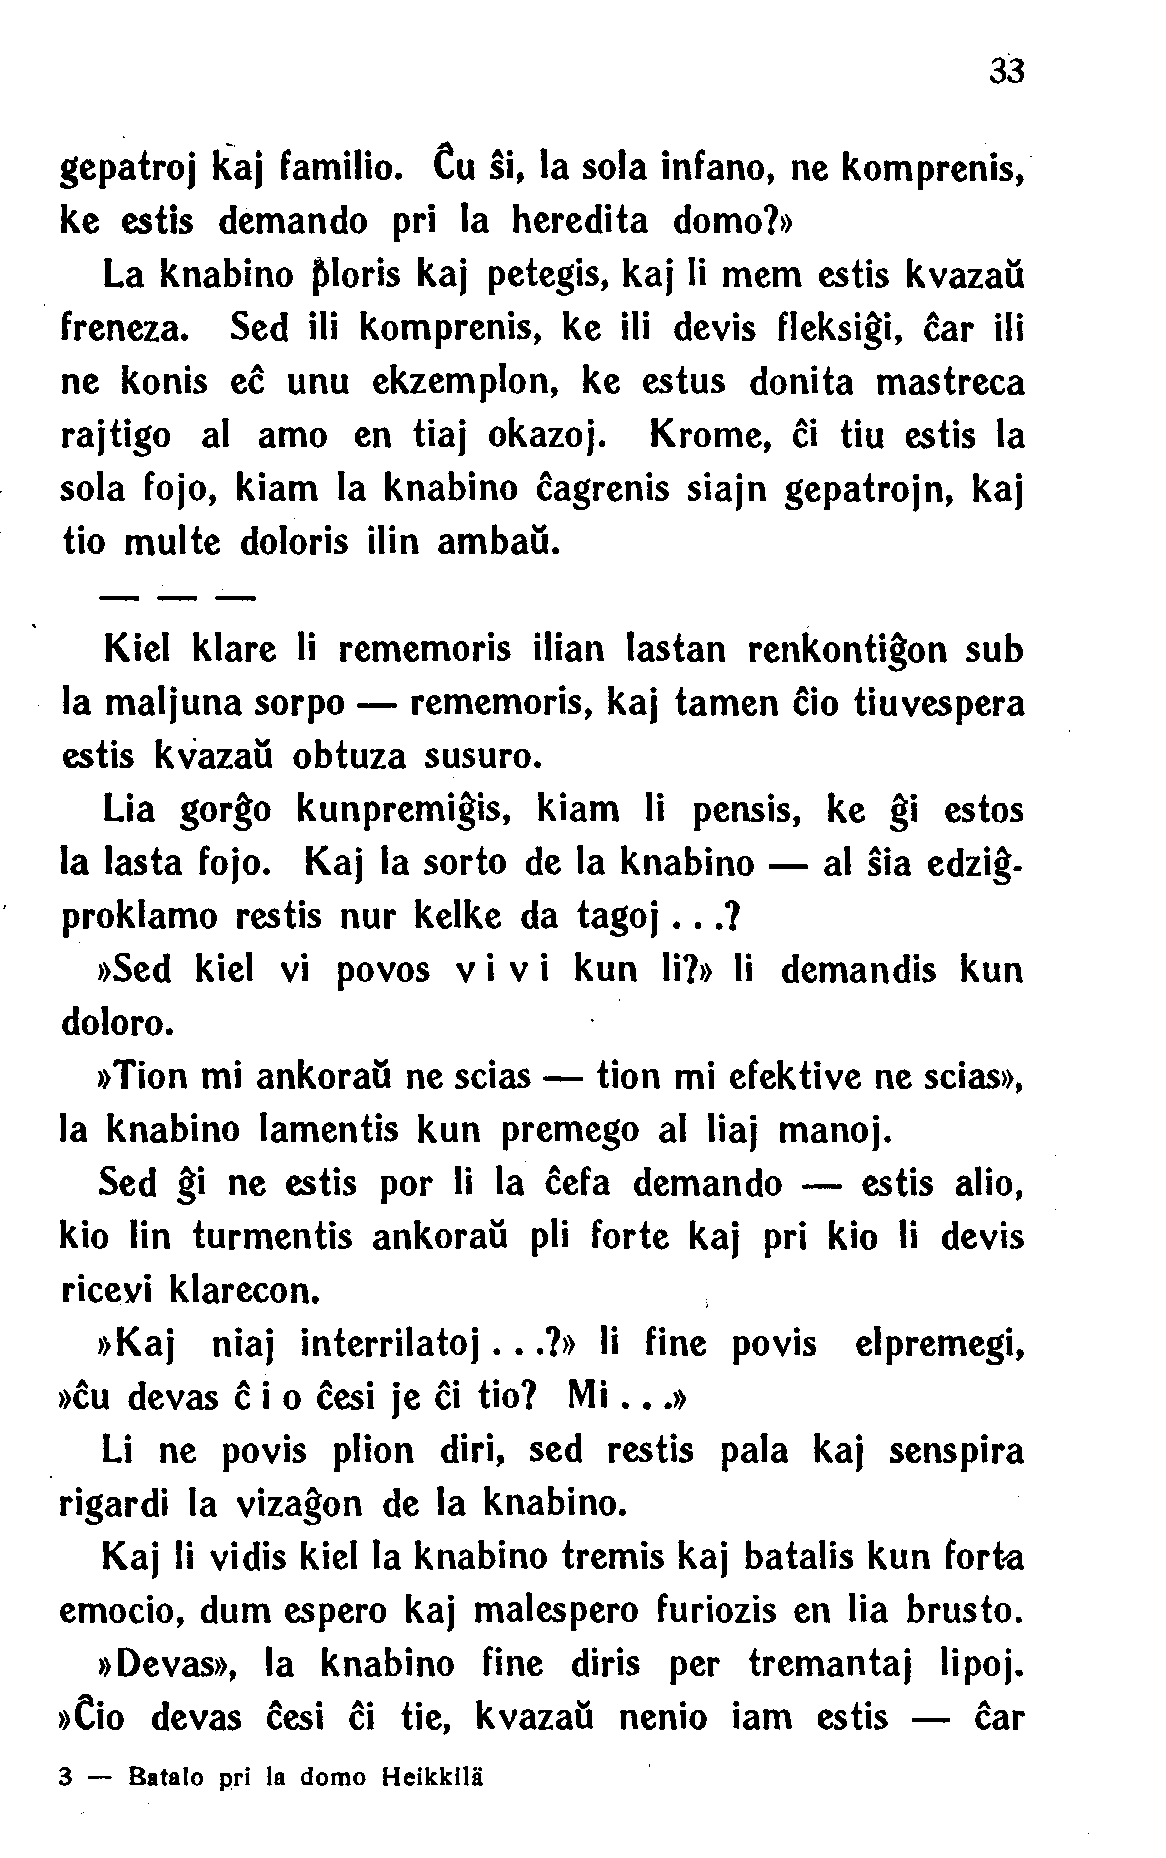 33
gepatroj kaj familio. Ĉu ŝi, la sola infano, ne komprenis,
ke estis demando pri la heredita domo?»
La knabino ploris kaj petegis, kaj li mem estis kvazaŭ
freneza. Sed ili komprenis, ke ili devis fleksiĝi, ĉar ili
ne konis eĉ unu ekzemplon, ke estus donita mastreca
rajtigo al amo en tiaj okazoj. Krome, ĉi tiu estis la
sola fojo, kiam la knabino ĉagrenis siajn gepatrojn, kaj
tio multe doloris ilin ambaŭ.
— — —
Kiel klare li rememoris ilian lastan renkontiĝon sub
la maljuna sorpo — rememoris, kaj tamen ĉio tiuvespera
estis kvazaŭ obtuza susuro.
Lia gorĝo kunpremiĝis, kiam li pensis, ke ĝi estos
la lasta fojo. Kaj la sorto de la knabino — al ŝia edziĝ-
proklamo restis nur kelke da tagoj . . .?
»Sed kiel vi povos v i v i kun li?» li demandis kun
doloro.
»Tion mi ankoraŭ ne scias — tion mi efektive ne scias»,
la knabino lamentis kun premego al liaj manoj.
Sed ĝi ne estis por li la ĉefa demando — estis alio,
kio lin turmentis ankoraŭ pli forte kaj pri kio li devis
ricevi klarecon.
»Kaj niaj interrilatoj . . .?» li fine povis elpremegi,
»ĉu devas ĉ i o ĉesi je ĉi tio? Mi . . .»
Li ne povis plion diri, sed restis pala kaj senspira
rigardi la vizaĝon de la knabino.
Kaj li vidis kiel la knabino tremis kaj batalis kun forta
emocio, dum espero kaj malespero furiozis en lia brusto.
»Devas», la knabino fine diris per tremantaj lipoj.
»Ĉio devas ĉesi ĉi tie, kvazaŭ nenio iam estis — ĉar
3 — Batalo pri la domo Heikkilä